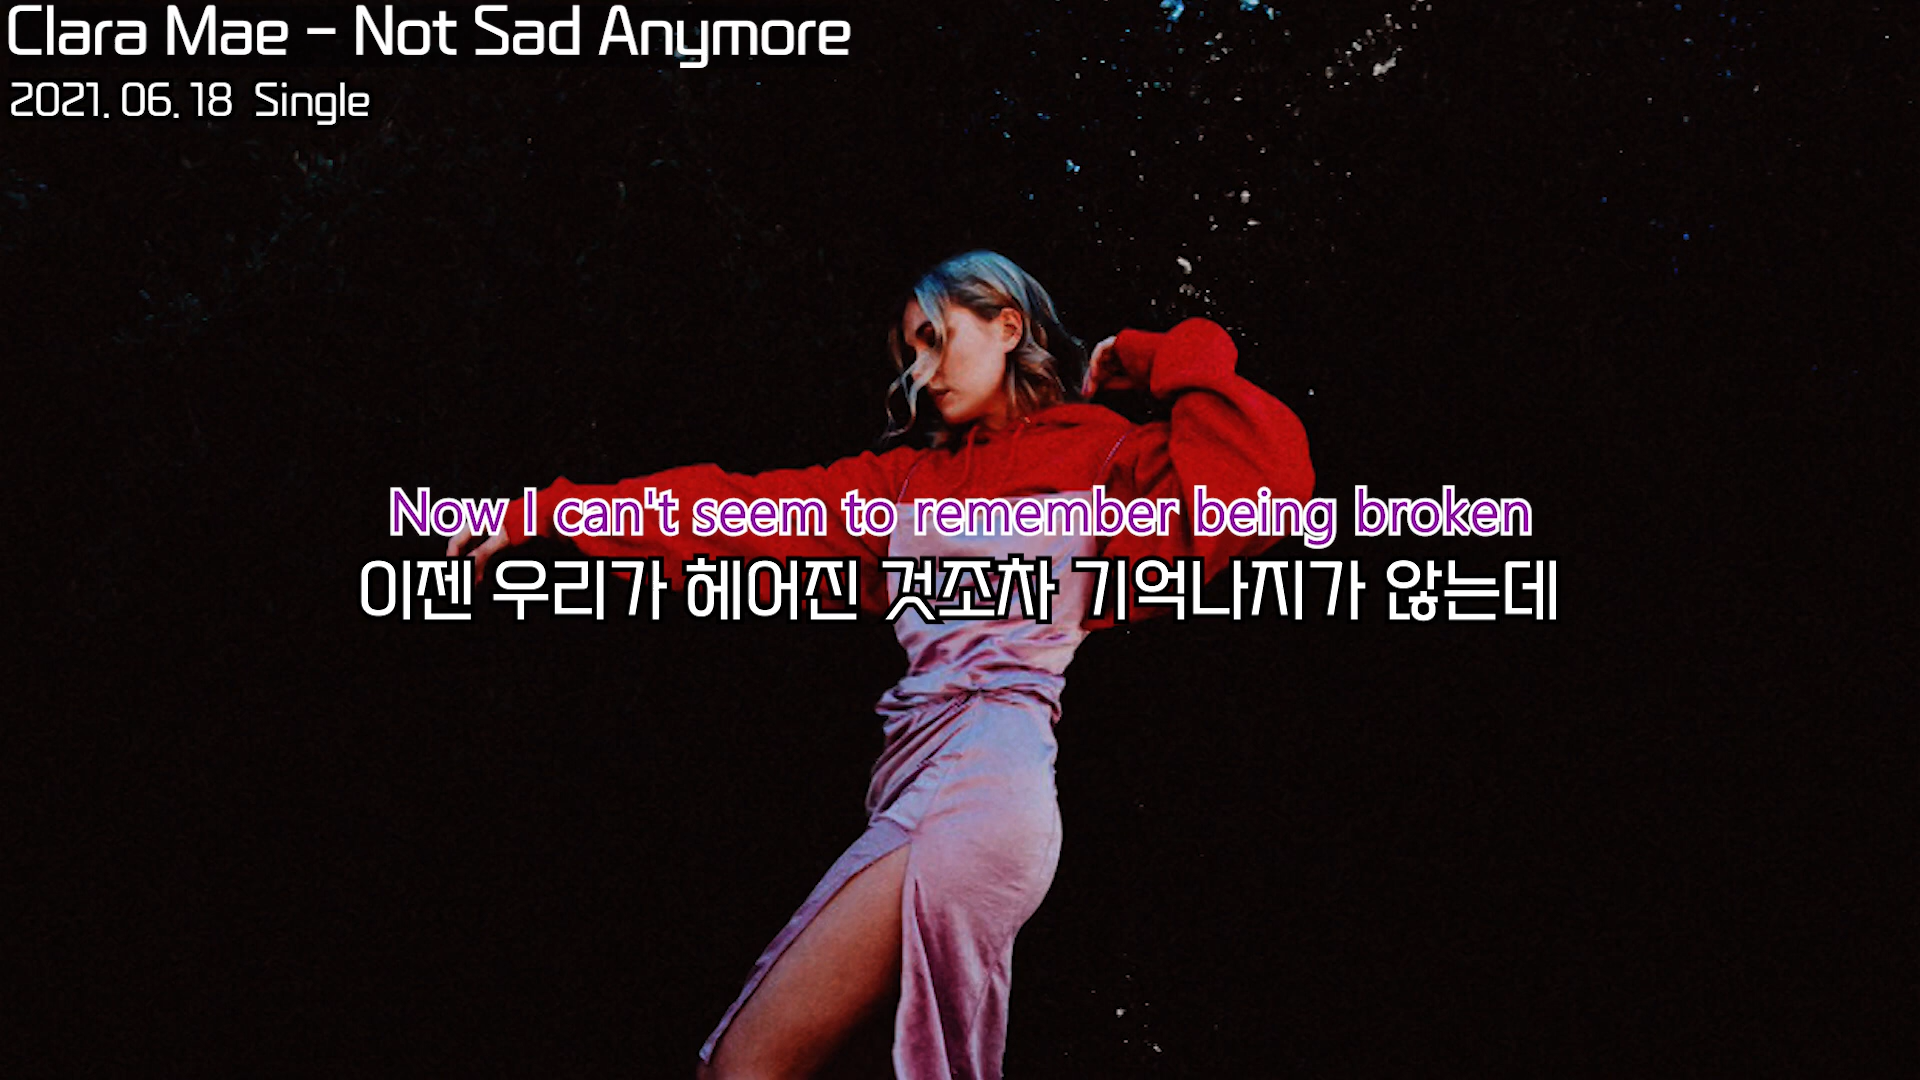 Clara Mae - Not Sad Anymore
2021. 06. 18 Single
Now I can't seem to remember being broken
이젠 우리가 헤어진 것조차 기억나지가 않는데